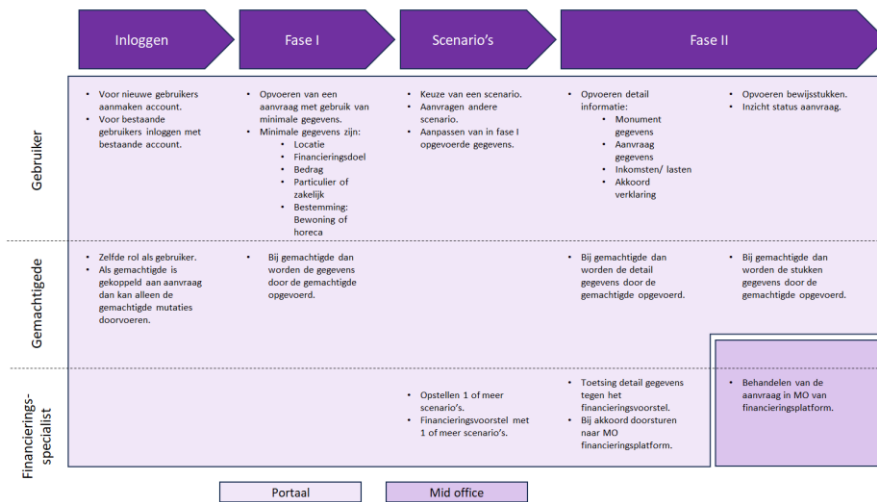 Inloggen
Fase I
Scenario's
Fase II
Gebruiker
• Voor nieuwe gebruikers
aanmaken account.
• Voor bestaande
gebruikers inloggen met
bestaande account.
• Opvoeren van een
aanvraag met gebruik van
minimale gegevens.
• Minimale gegevens zijn:
• Locatie
• Financieringsdoel
• Bedrag
• Particulier of
zakelijk
• Bestemming:
Bewoning of
horeca
• Keuze van een scenario.
• Aanvragen andere
scenario.
• Aanpassen van in fase I
opgevoerde gegevens.
• Opvoeren detail
informatie:
• Monument
gegevens
• Aanvraag
gegevens
• Inkomsten/ lasten
• Akkoord
verklaring
• Opvoeren bewijsstukken.
• Inzicht status aanvraag.
Gemachtigede
• Zelfde rol als gebruiker.
• Als gemachtigde is
gekoppeld aan aanvraag
dan kan alleen de
gemachtigde mutaties
doorvoeren.
• Bij gemachtigde dan
worden de gegevens
door de gemachtigde
opgevoerd.
• Bij gemachtigde dan
worden de detail
gegevens door de
gemachtigde opgevoerd.
• Bij gemachtigde dan
worden de stukken
gegevens door de
gemachtigde opgevoerd.
Financierings-
specialist
• Opstellen 1 of meer
scenario's.
• Financieringsvoorstel met
1 of meer scenario's.
• Toetsing detail gegevens
tegen het
financieringsvoorstel.
• Bij akkoord doorsturen
naar MO
financieringsplatform.
• Behandelen van de
aanvraag in MO van
financieringsplatform.
Portaal
Mid office